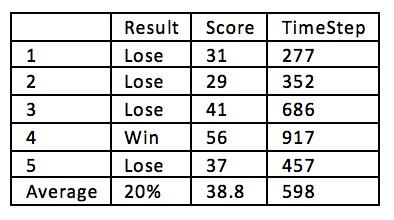 Result Score TimeStep
1 Lose 31 277
2 Lose 29 352
3 Lose 41 686
4 Win 56 917
5 Lose 37 457
Average 20% 38.8 598